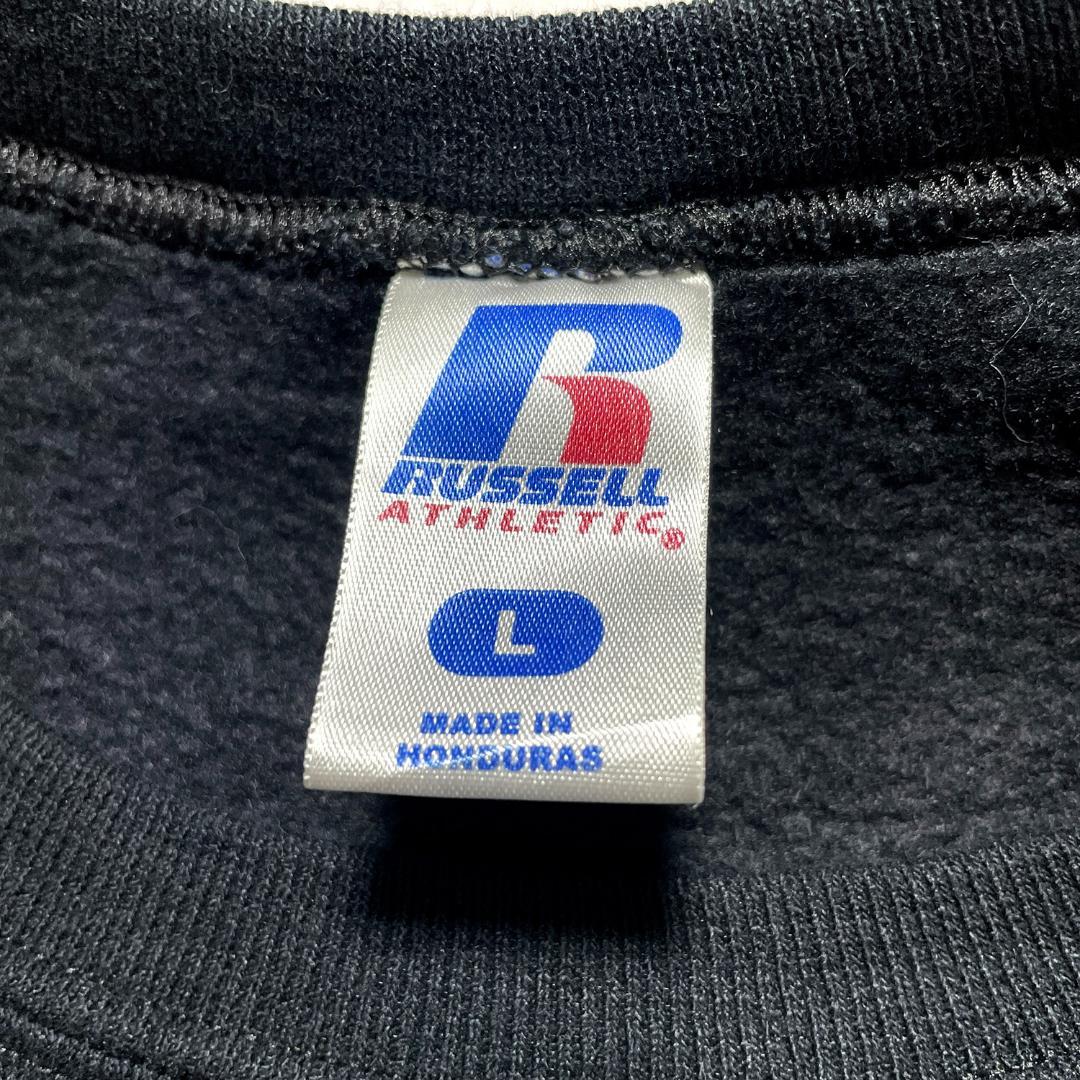 R
RUSSELL
ATHLETIC®
L
MADE IN
HONDURAS